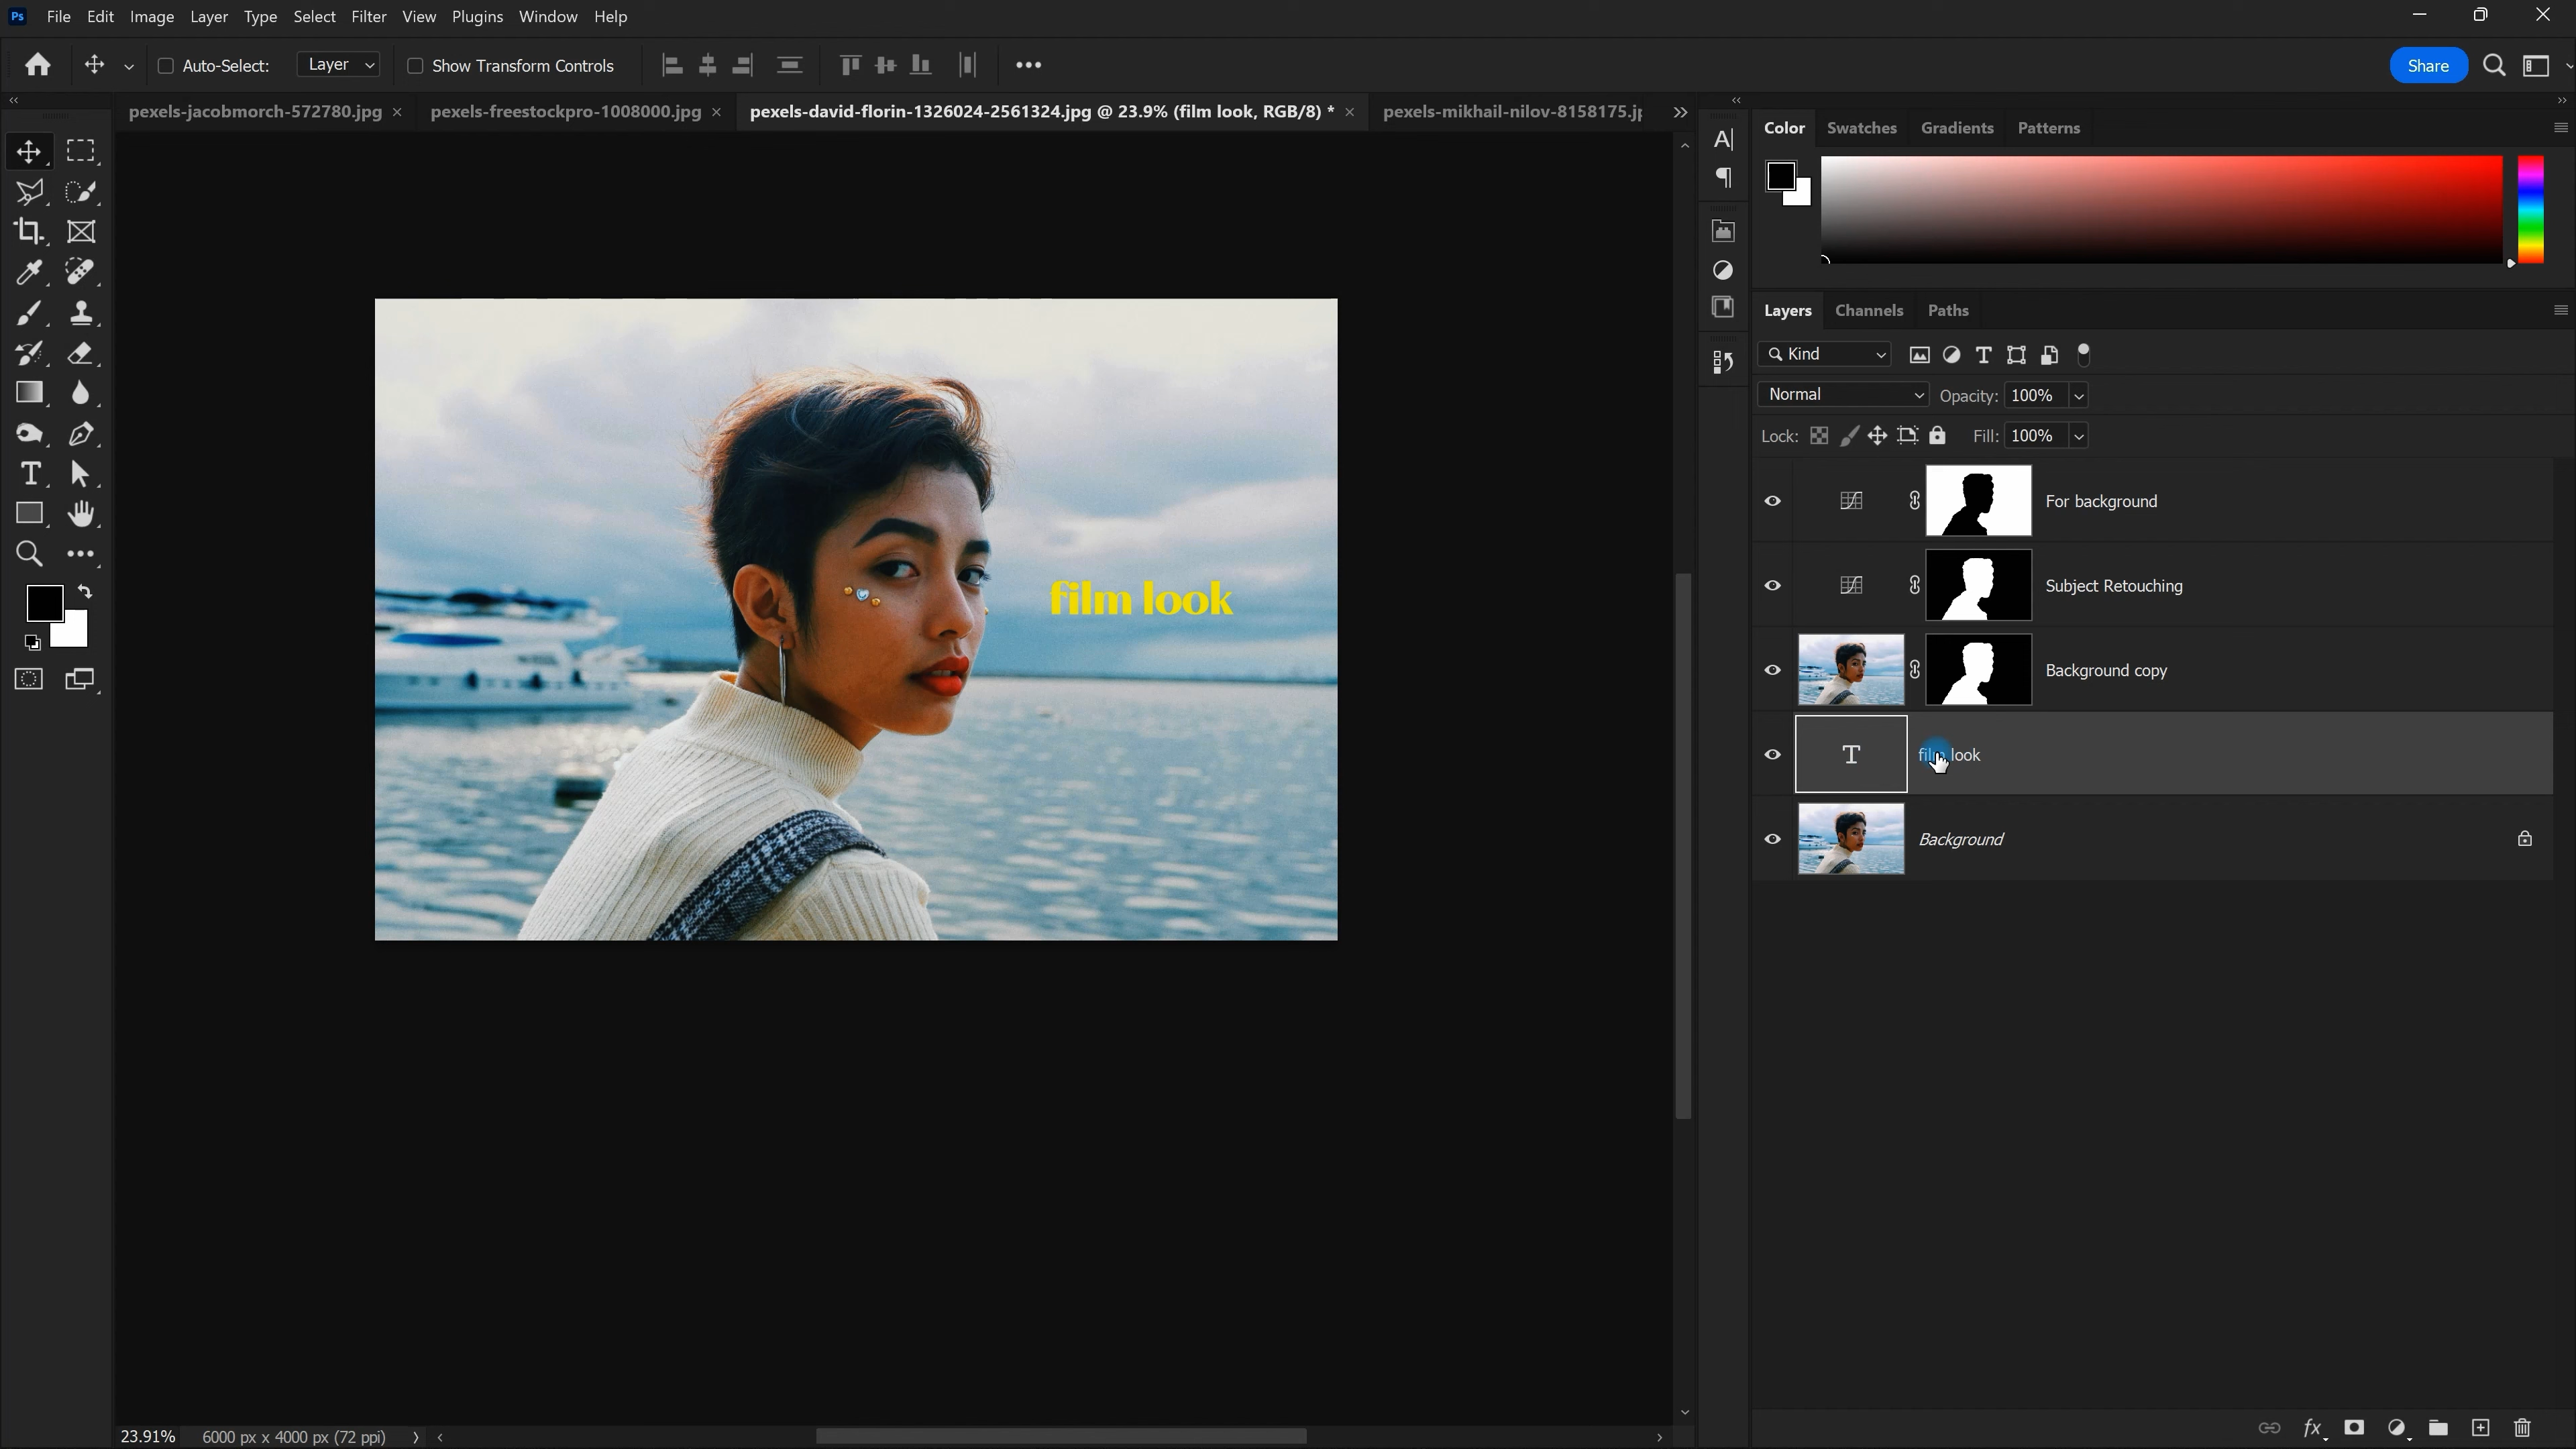 Ps File Edit Image Layer Type Select Filter View Plugins Window Help
Auto-Select: Layer Show Transform Controls Share
pexels-jacobmorch-572780.jpg pexels-freestockpro-1008000.jpg pexels-david-florin-1326024-2561324.jpg @ 23.9% (film look, RGB/8) * pexels-mikhail-nilov-8158175.jp
Color Swatches Gradients Patterns
Layers Channels Paths
Kind
Normal Opacity: 100%
Lock: Fill: 100%
For background
Subject Retouching
Background copy
film look
Background
film look
23.91% 6000 px x 4000 px (72 ppi)